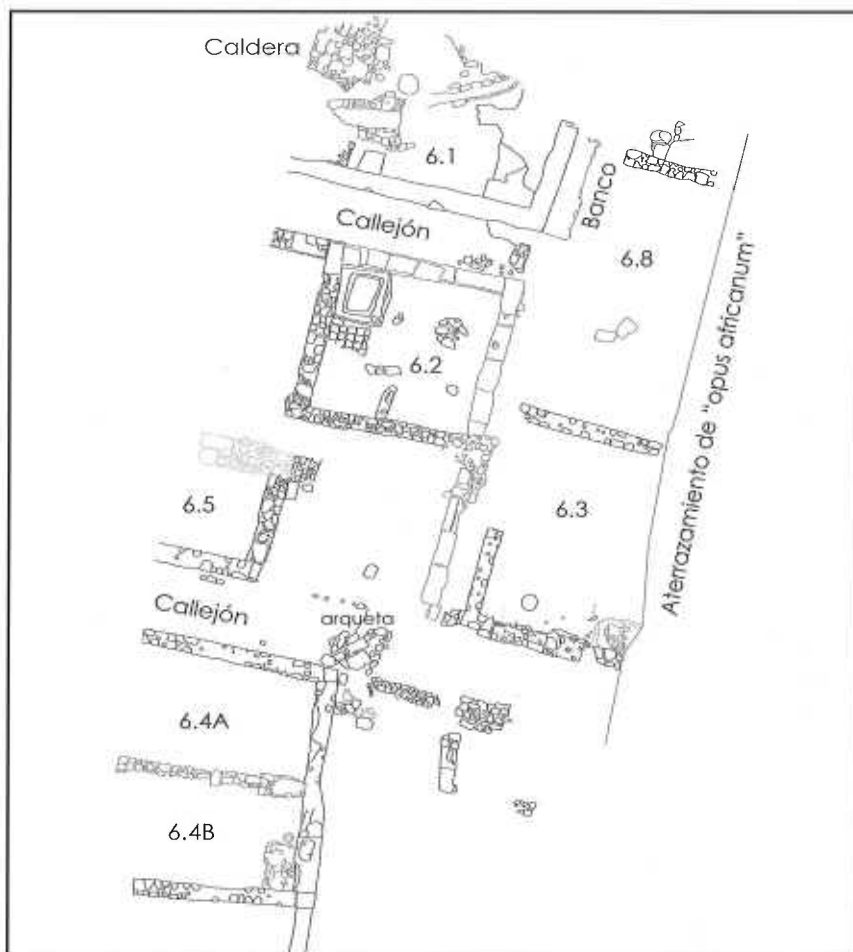 Caldera
6.1
Banco
Callejón
6.8
Aterrazamiento de "opus africanum"
6.2
6.3
6.5
Callejón
arqueta
6.4A
6.4B